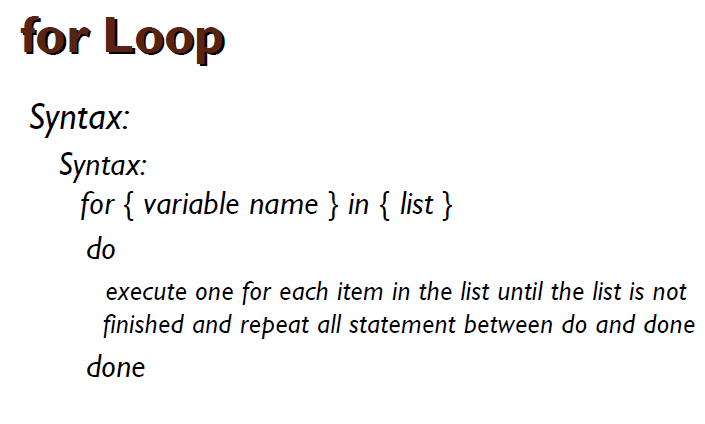 for Loop
Syntax:
Syntax:
for { variable name } in { list }
do
execute one for each item in the list until the list is not
finished and repeat all statement between do and done
done